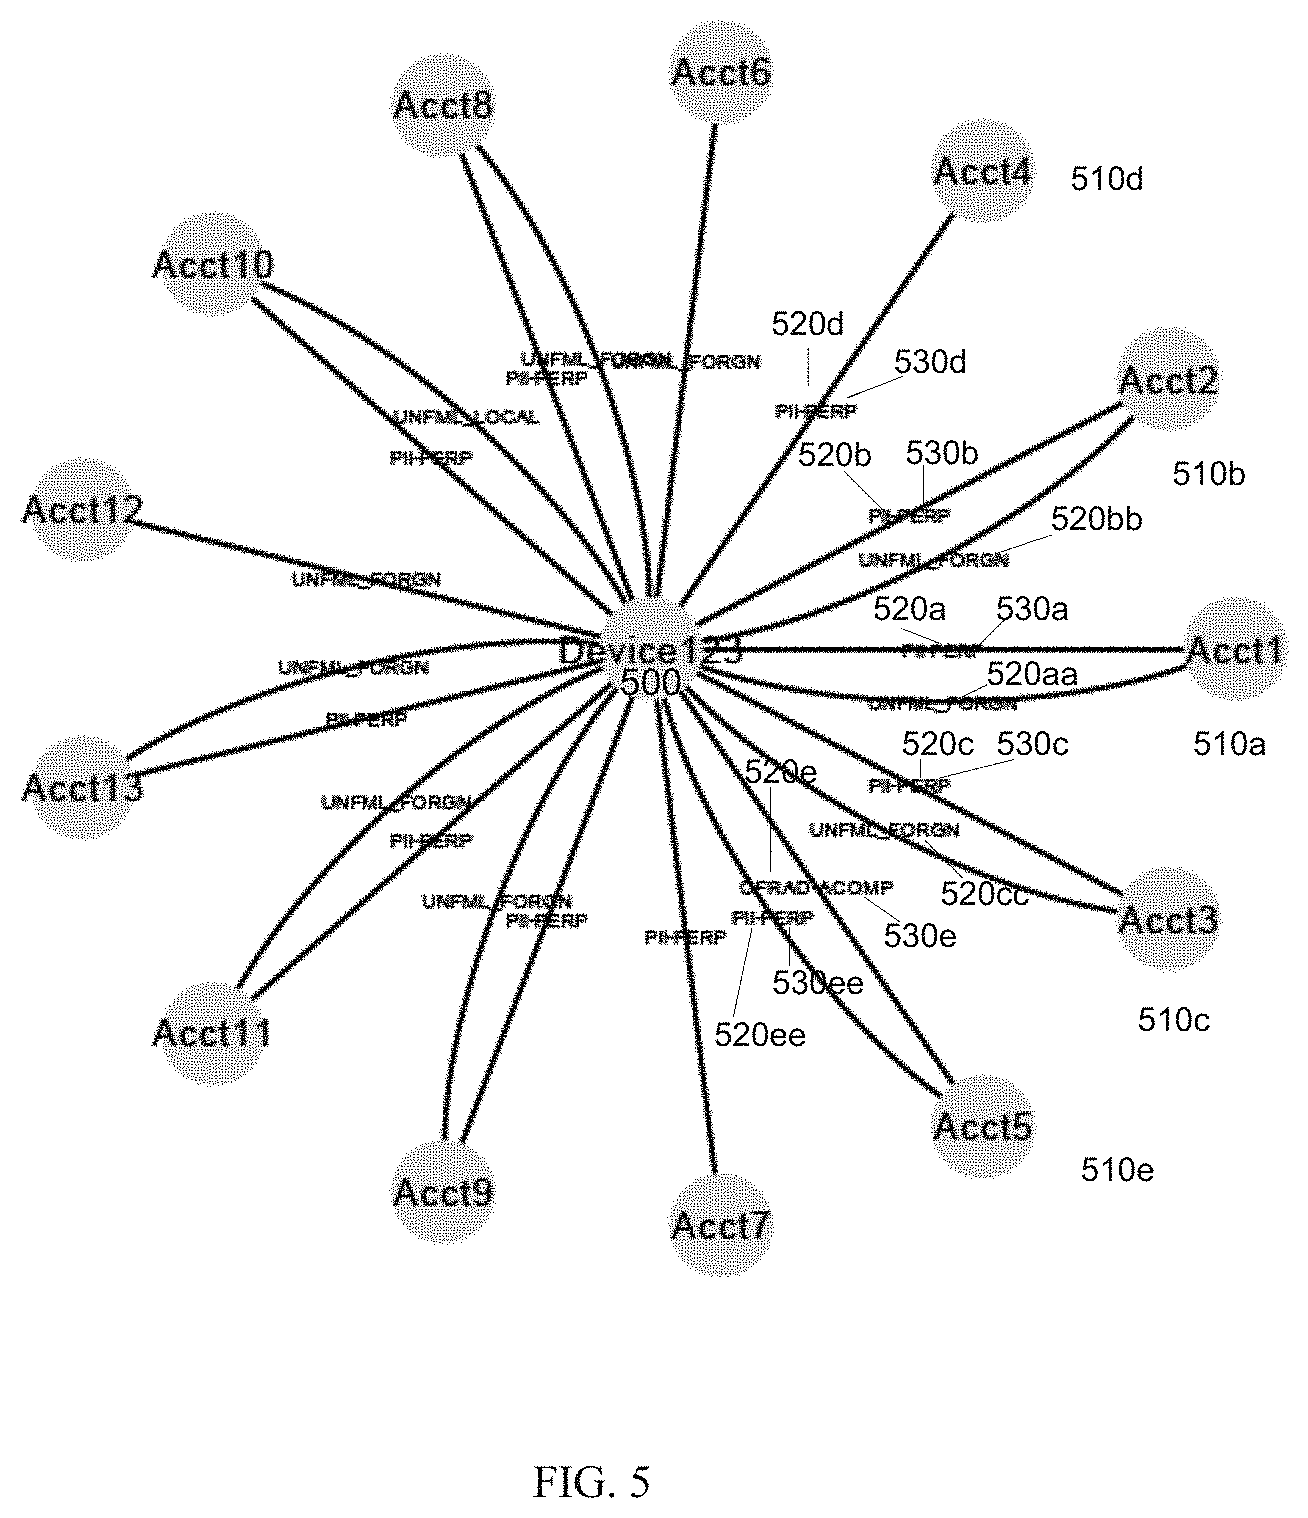 Acct6
Acct8
Acct4
510d
Acct10
520d
530d
UNFML_FORGN
UNFML_FORGN
PII-PERP
Acct2
PII-PERP
UNFML_LOCAL
520b
530b
PII-PERP
510b
Acct12
PII-PERP
520bb
UNFML_FORGN
UNFML_FORGN
520a
530a
Device123
PII-PERP
Acct1
UNFML_FORGN
500
520aa
UNFML_FORGN
PII-PERP
510a
520c
530c
520e
PII-PERP
Acct13
UNFML_FORGN
UNFML_FORGN
PII-PERP
CFRAD-ACOMP
520cc
UNFML_FORGN
PII-PERP
PII-PERP
Acct3
PII-PERP
530e
530ee
510c
Acct11
520ee
Acct5
510e
Acct9
Acct7
FIG. 5